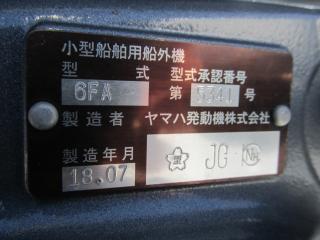 小型船舶用船外機
型式 型式承認番号
6FA 第 5340 号
製造者 ヤマハ発動機株式会社
製造年月
18.07 JG NK